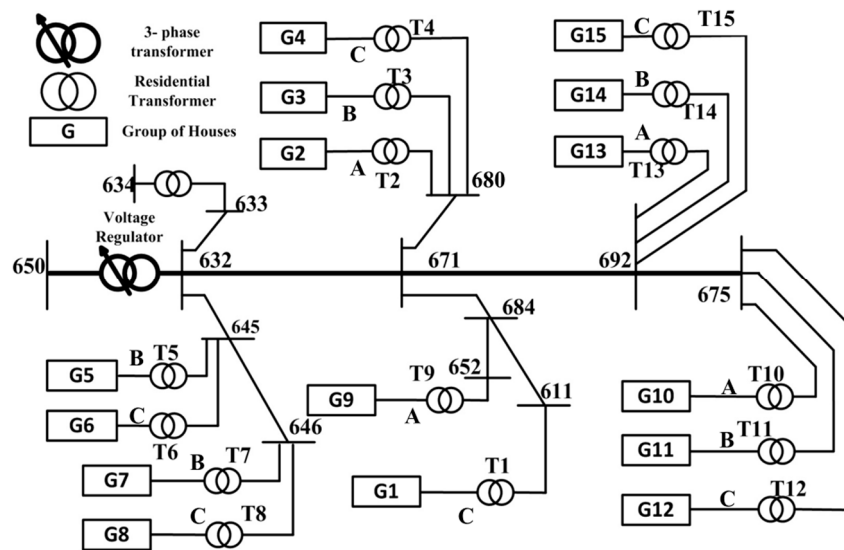 3- phase
transformer
Residential
Transformer
G
Group of Houses
G4
C
T4
G3
B
T3
G2
A
T2
680
G15
C
T15
G14
B
T14
G13
A
T13
634
633
Voltage
Regulator
650
632
671
692
675
645
G5
B
T5
G6
C
T6
646
G7
B
T7
G8
C
T8
684
652
G9
T9
A
611
G1
T1
C
G10
A
T10
G11
B
T11
G12
C
T12